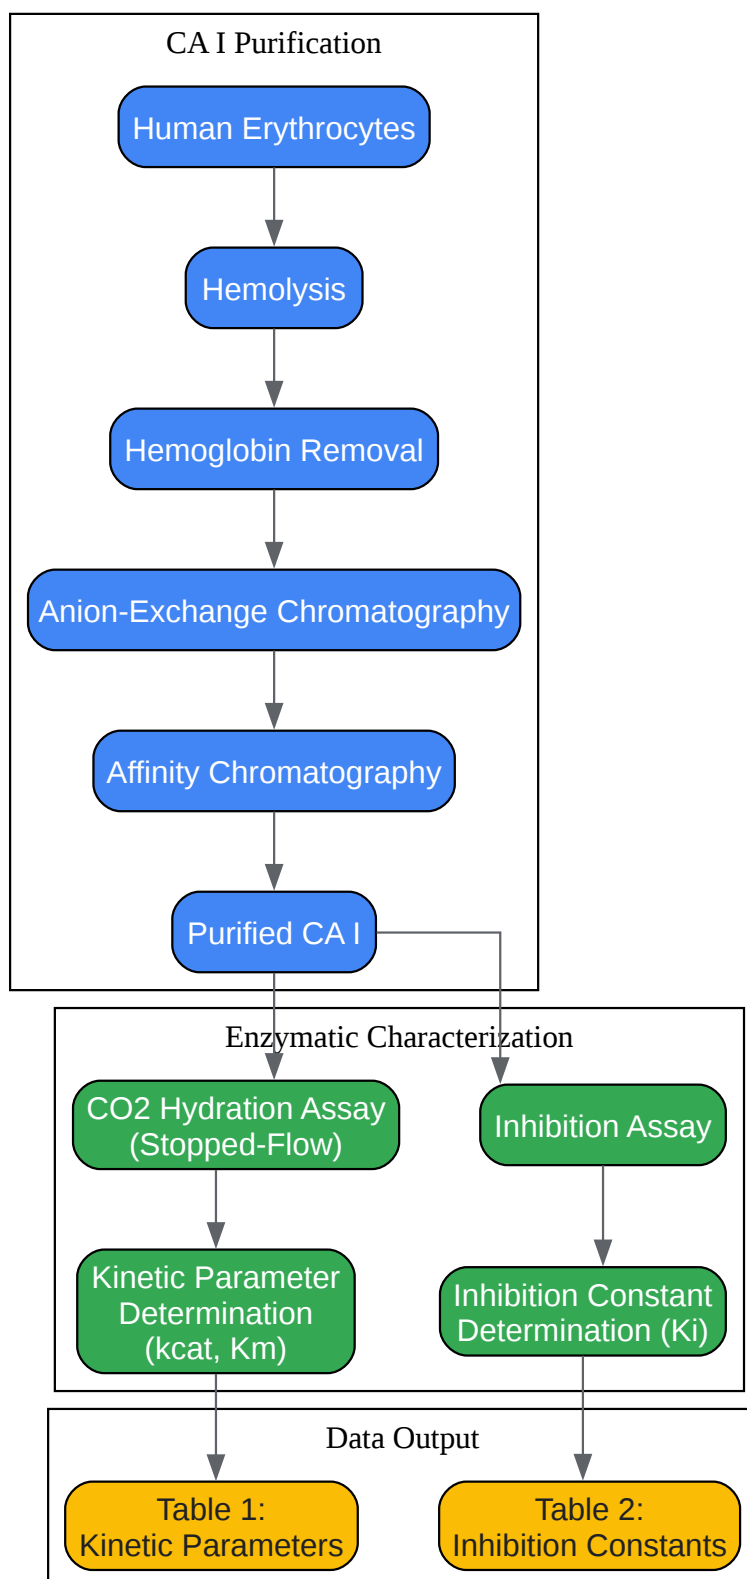 CA I Purification
Human Erythrocytes
Hemolysis
Hemoglobin Removal
Anion-Exchange Chromatography
Affinity Chromatography
Purified CA I
Enzymatic Characterization
CO2 Hydration Assay
(Stopped-Flow)
Inhibition Assay
Kinetic Parameter
Determination
(kcat, Km)
Inhibition Constant
Determination (Ki)
Data Output
Table 1:
Kinetic Parameters
Table 2:
Inhibition Constants